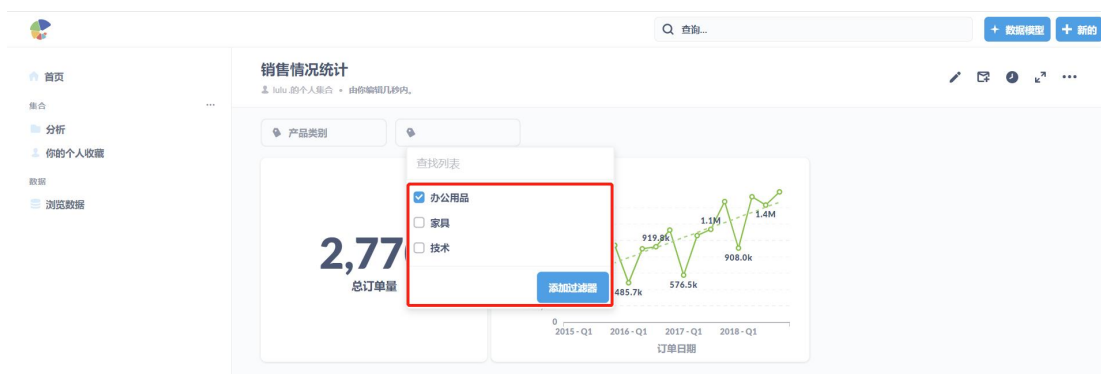 查询...
+ 数据模型
+ 新的
首页
集合
...
分析
你的个人收藏
数据
浏览数据
销售情况统计
lulu .的个人集合 • 由你编辑几秒内。
产品类别
查找列表
办公用品
家具
技术
添加过滤器
2,77
总订单量
919.8k
1.1M
1.4M
485.7k
576.5k
908.0k
0
2015 - Q1 2016 - Q1 2017 - Q1 2018 - Q1
订单日期